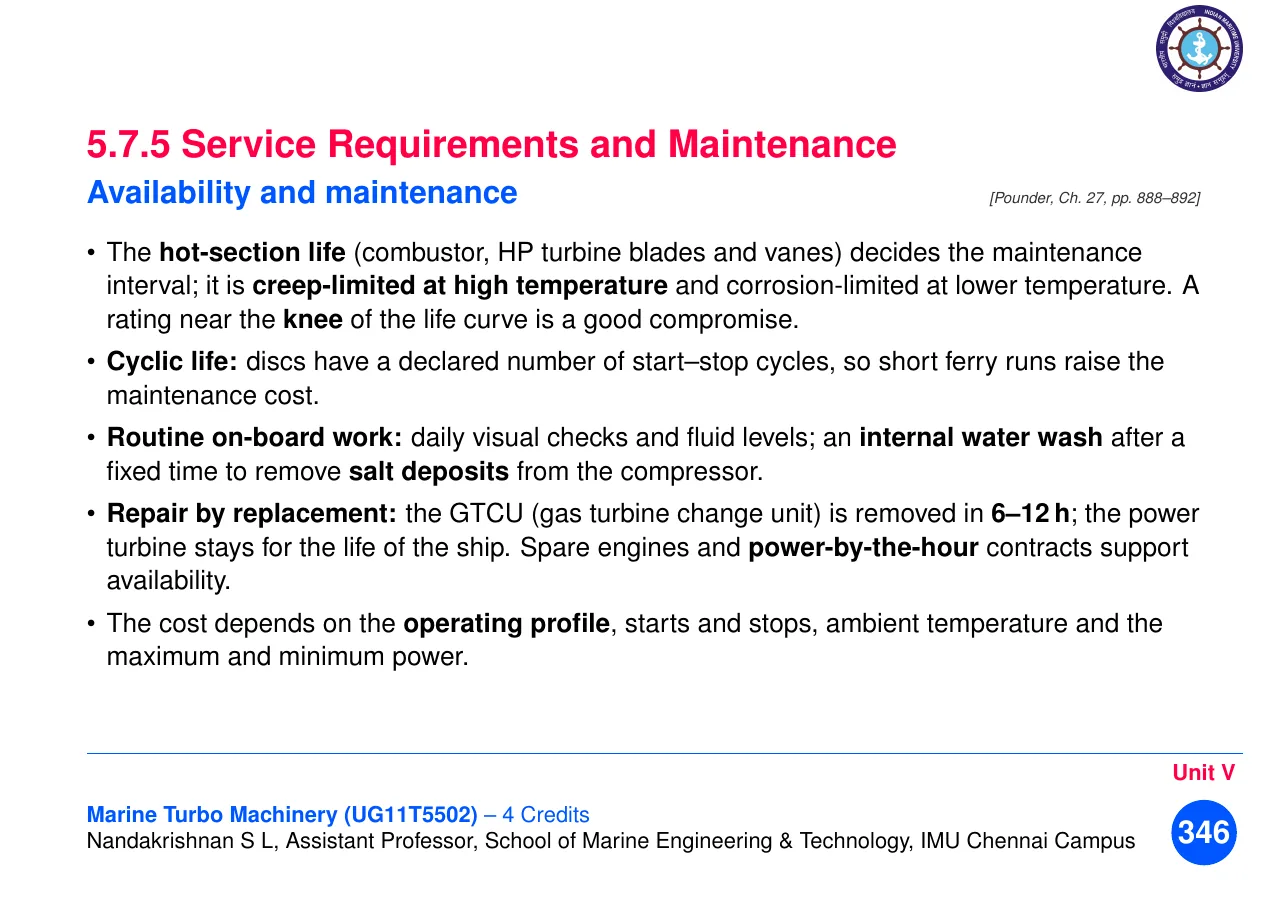 INDIAN MARITIME UNIVERSITY
5.7.5 Service Requirements and Maintenance
Availability and maintenance
[Pounder, Ch. 27, pp. 888–892]
• The hot-section life (combustor, HP turbine blades and vanes) decides the maintenance
interval; it is creep-limited at high temperature and corrosion-limited at lower temperature. A
rating near the knee of the life curve is a good compromise.
• Cyclic life: discs have a declared number of start–stop cycles, so short ferry runs raise the
maintenance cost.
• Routine on-board work: daily visual checks and fluid levels; an internal water wash after a
fixed time to remove salt deposits from the compressor.
• Repair by replacement: the GTCU (gas turbine change unit) is removed in 6–12 h; the power
turbine stays for the life of the ship. Spare engines and power-by-the-hour contracts support
availability.
• The cost depends on the operating profile, starts and stops, ambient temperature and the
maximum and minimum power.
Unit V
Marine Turbo Machinery (UG11T5502) – 4 Credits
Nandakrishnan S L, Assistant Professor, School of Marine Engineering & Technology, IMU Chennai Campus
346